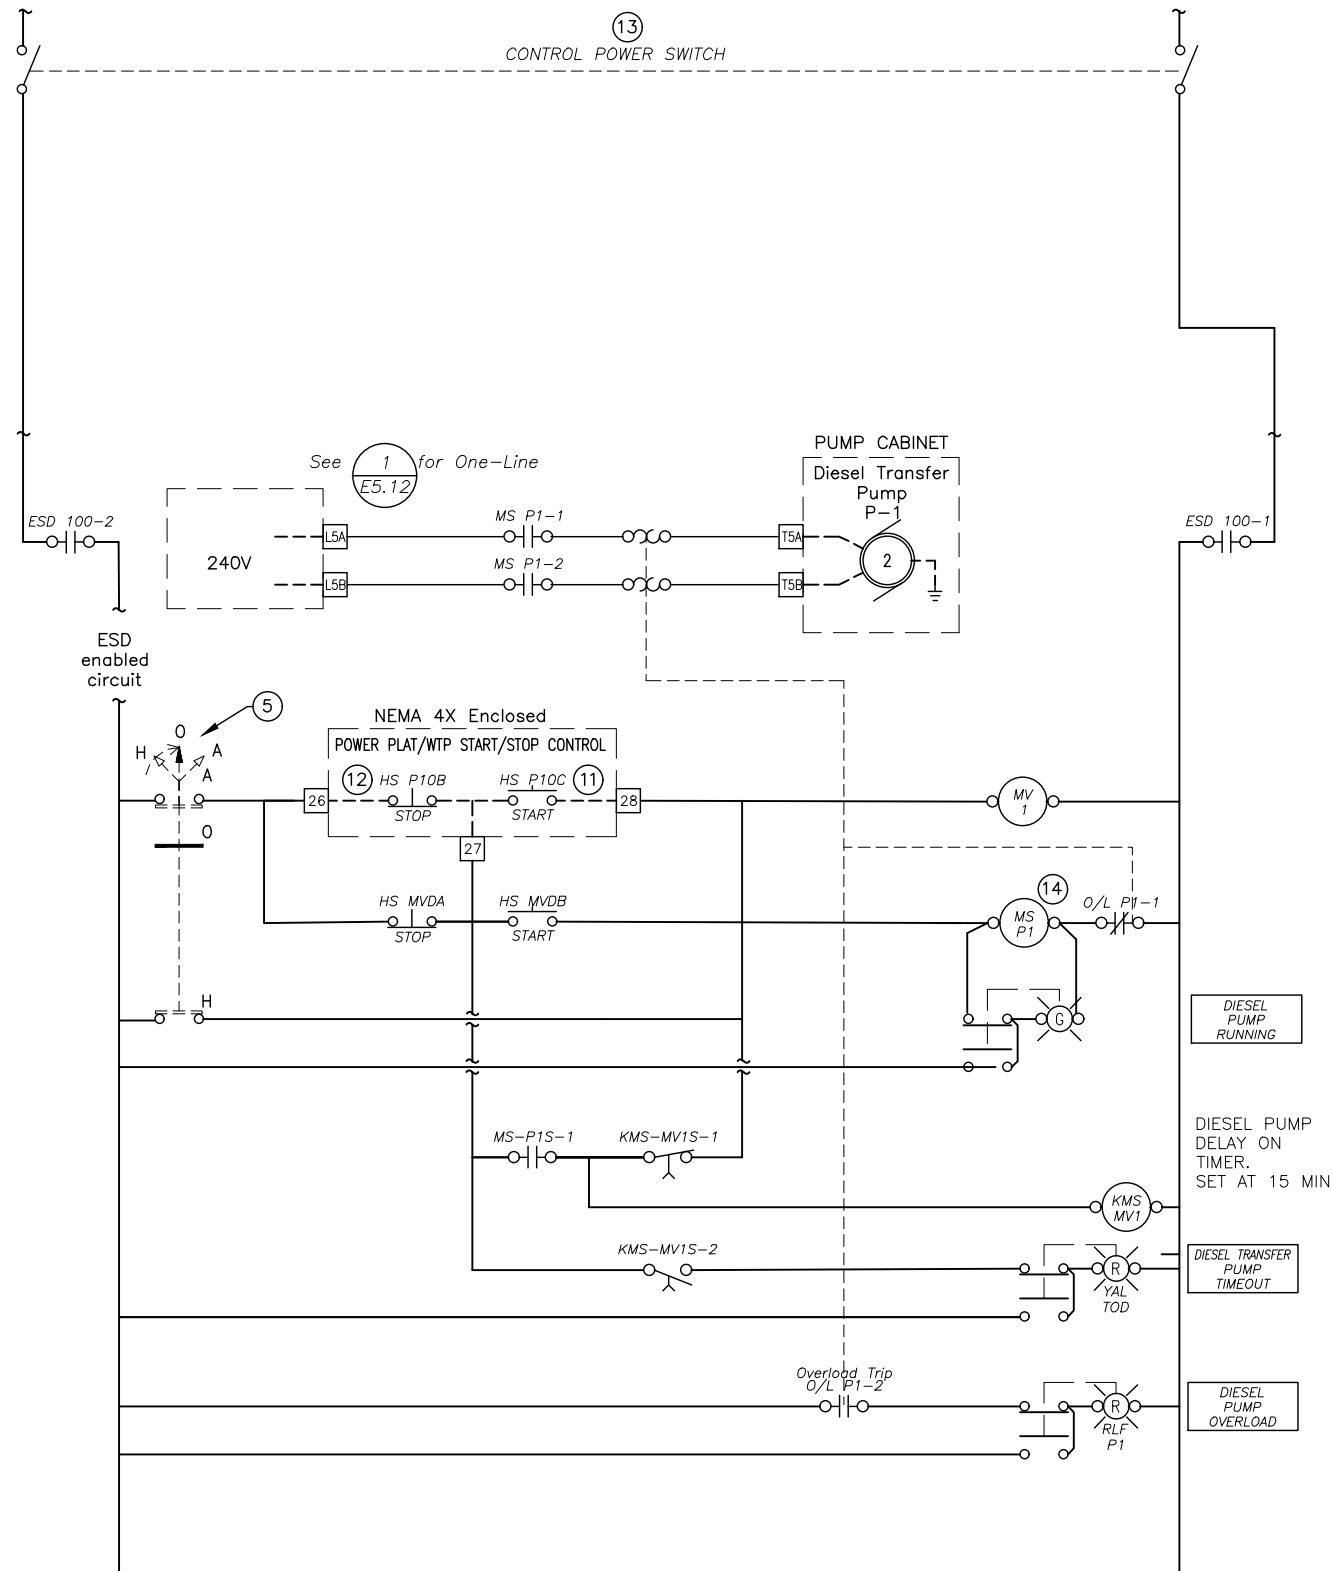 13
CONTROL POWER SWITCH
See 1 for One-Line
E5.12
PUMP CABINET
Diesel Transfer
Pump
P-1
ESD 100-2
MS P1-1
ESD 100-1
L5A
T5A
240V
2
MS P1-2
L5B
T5B
ESD
enabled
circuit
5
O
H
A
A
NEMA 4X Enclosed
POWER PLAT/WTP START/STOP CONTROL
12
HS P10B
HS P10C
11
26
STOP
START
28
MV
1
O
27
14
HS MVDA
HS MVDB
O/L P1-1
STOP
START
MS
P1
H
G
DIESEL
PUMP
RUNNING
MS-P1S-1
KMS-MV1S-1
DIESEL PUMP
DELAY ON
TIMER.
SET AT 15 MIN
KMS
MV1
KMS-MV1S-2
R
YAL
TOD
DIESEL TRANSFER
PUMP
TIMEOUT
Overload Trip
O/L P1-2
R
RLF
P1
DIESEL
PUMP
OVERLOAD